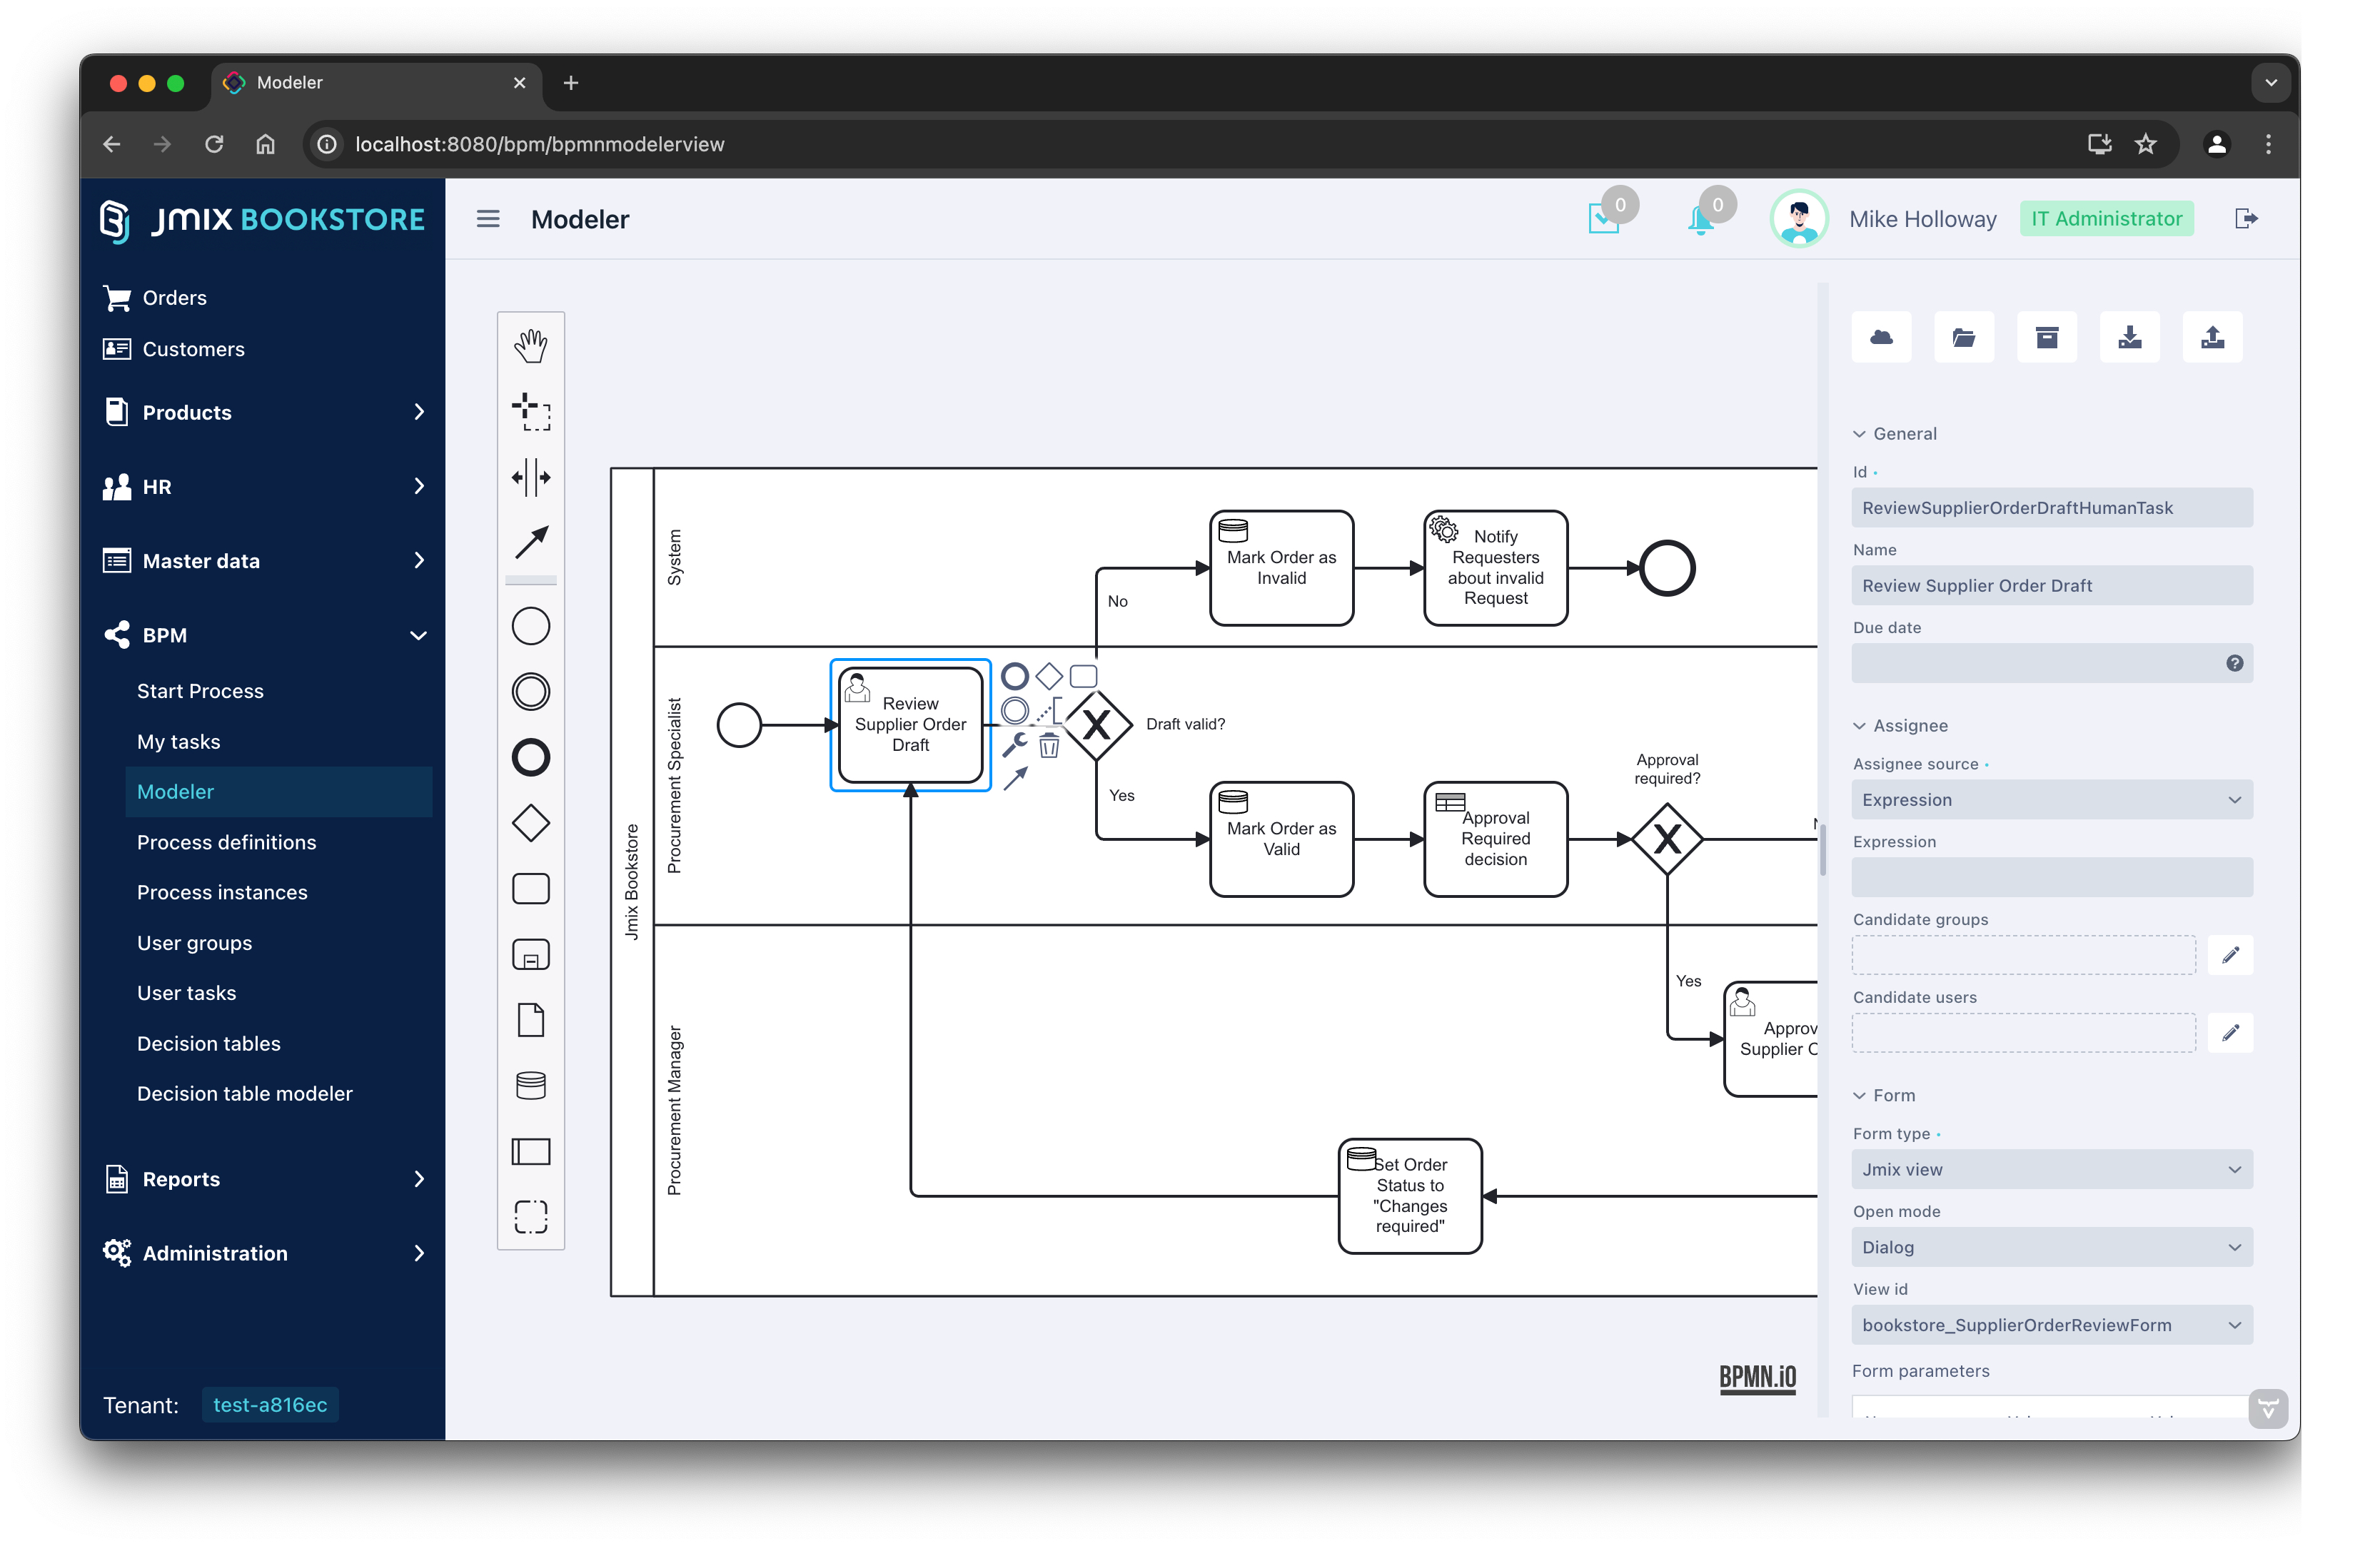 Modeler
localhost:8080/bpm/bpmnmodelerview
JMIX BOOKSTORE
Modeler
0
0
Mike Holloway
IT Administrator
Orders
Customers
Products
HR
Master data
BPM
Start Process
My tasks
Modeler
Process definitions
Process instances
User groups
User tasks
Decision tables
Decision table modeler
Reports
Administration
Tenant:
test-a816ec
Jmix Bookstore
System
Mark Order as
Invalid
Notify
Requesters
about invalid
Request
No
Procurement Specialist
Review
Supplier Order
Draft
X
Draft valid?
Yes
Mark Order as
Valid
Approval
Required
decision
Approval
required?
X
Yes
Procurement Manager
Supplier
Set Order
Status to
"Changes
required"
BPMN.iO
General
Id
ReviewSupplierOrderDraftHumanTask
Name
Review Supplier Order Draft
Due date
?
Assignee
Assignee source
Expression
Expression
Candidate groups
Candidate users
Form
Form type
Jmix view
Open mode
Dialog
View id
bookstore_SupplierOrderReviewForm
Form parameters